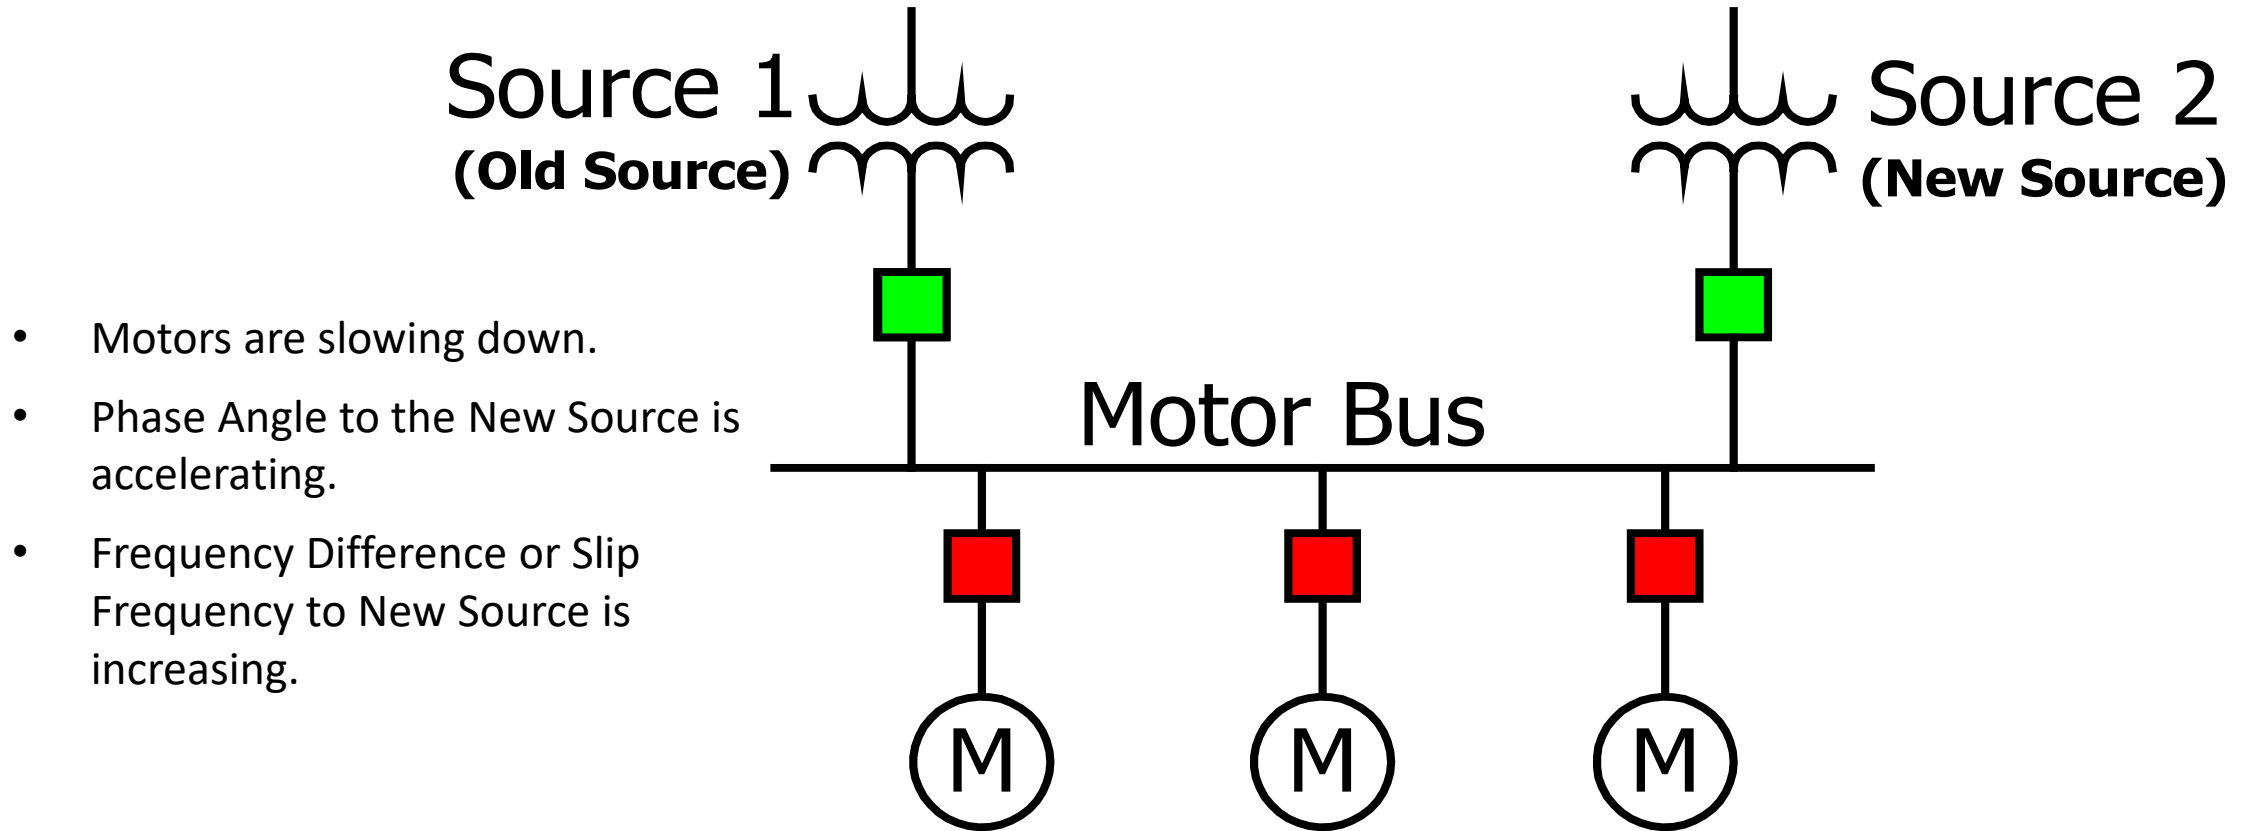 Source 1
(Old Source)
Source 2
(New Source)
• Motors are slowing down.
• Phase Angle to the New Source is
accelerating.
• Frequency Difference or Slip
Frequency to New Source is
increasing.
Motor Bus
M
M
M